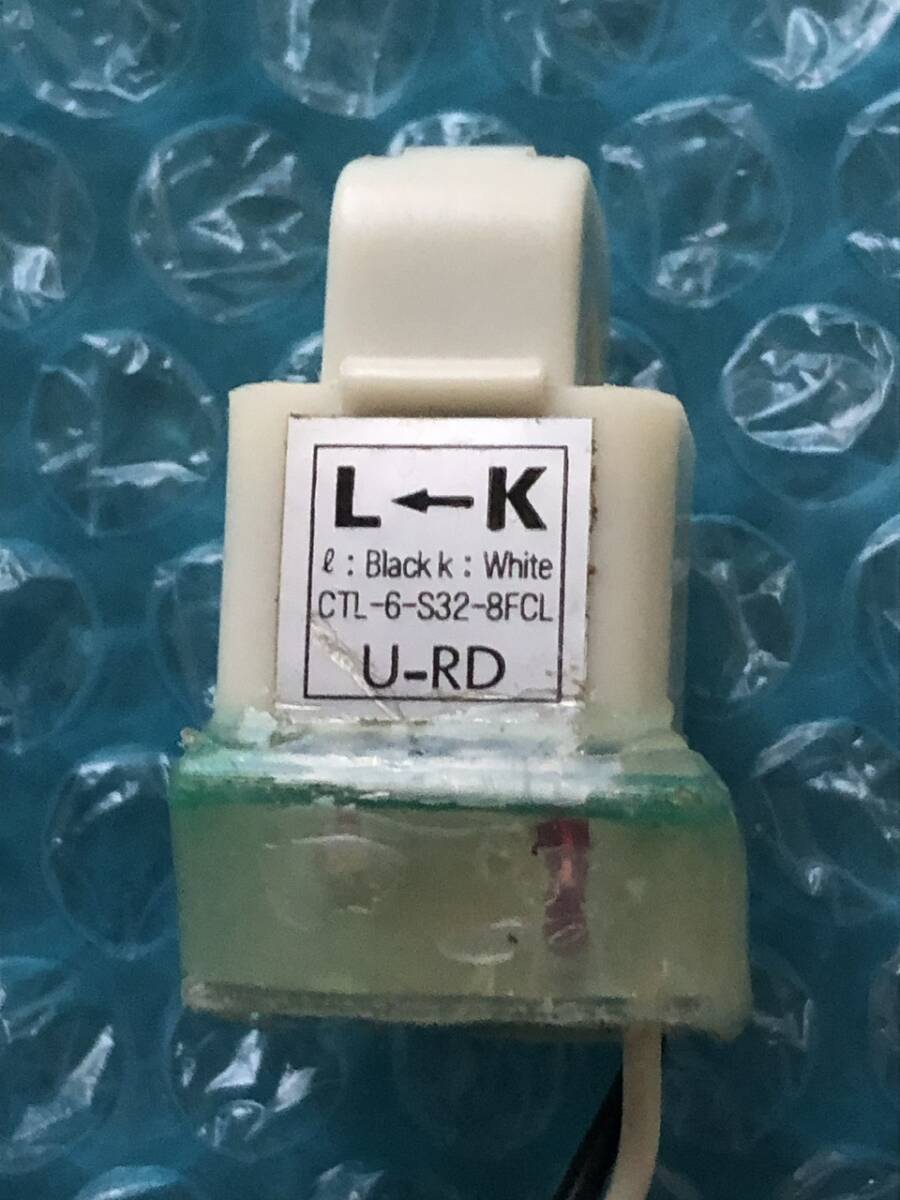 L←K
ℓ : Black k : White
CTL-6-S32-8FCL
U-RD